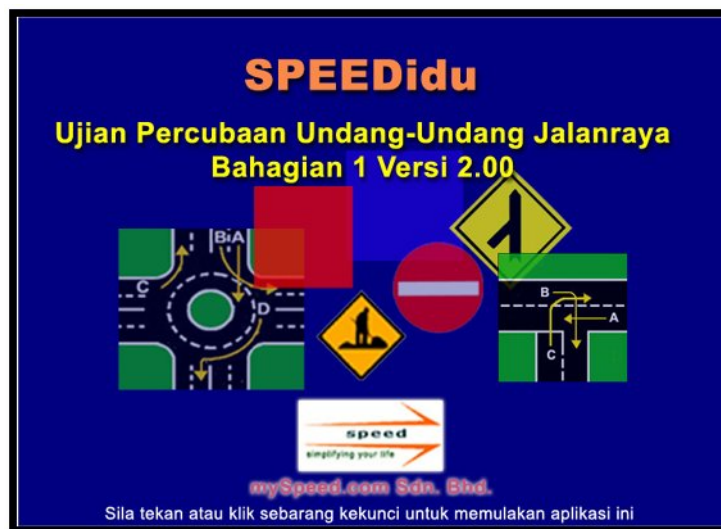 SPEEDidu
Ujian Percubaan Undang-Undang Jalanraya
Bahagian 1 Versi 2.00
B A
C
D
B
A
C
speed
simplifying your life
mySpeed.com Sdn. Bhd.
Sila tekan atau klik sebarang kekunci untuk memulakan aplikasi ini